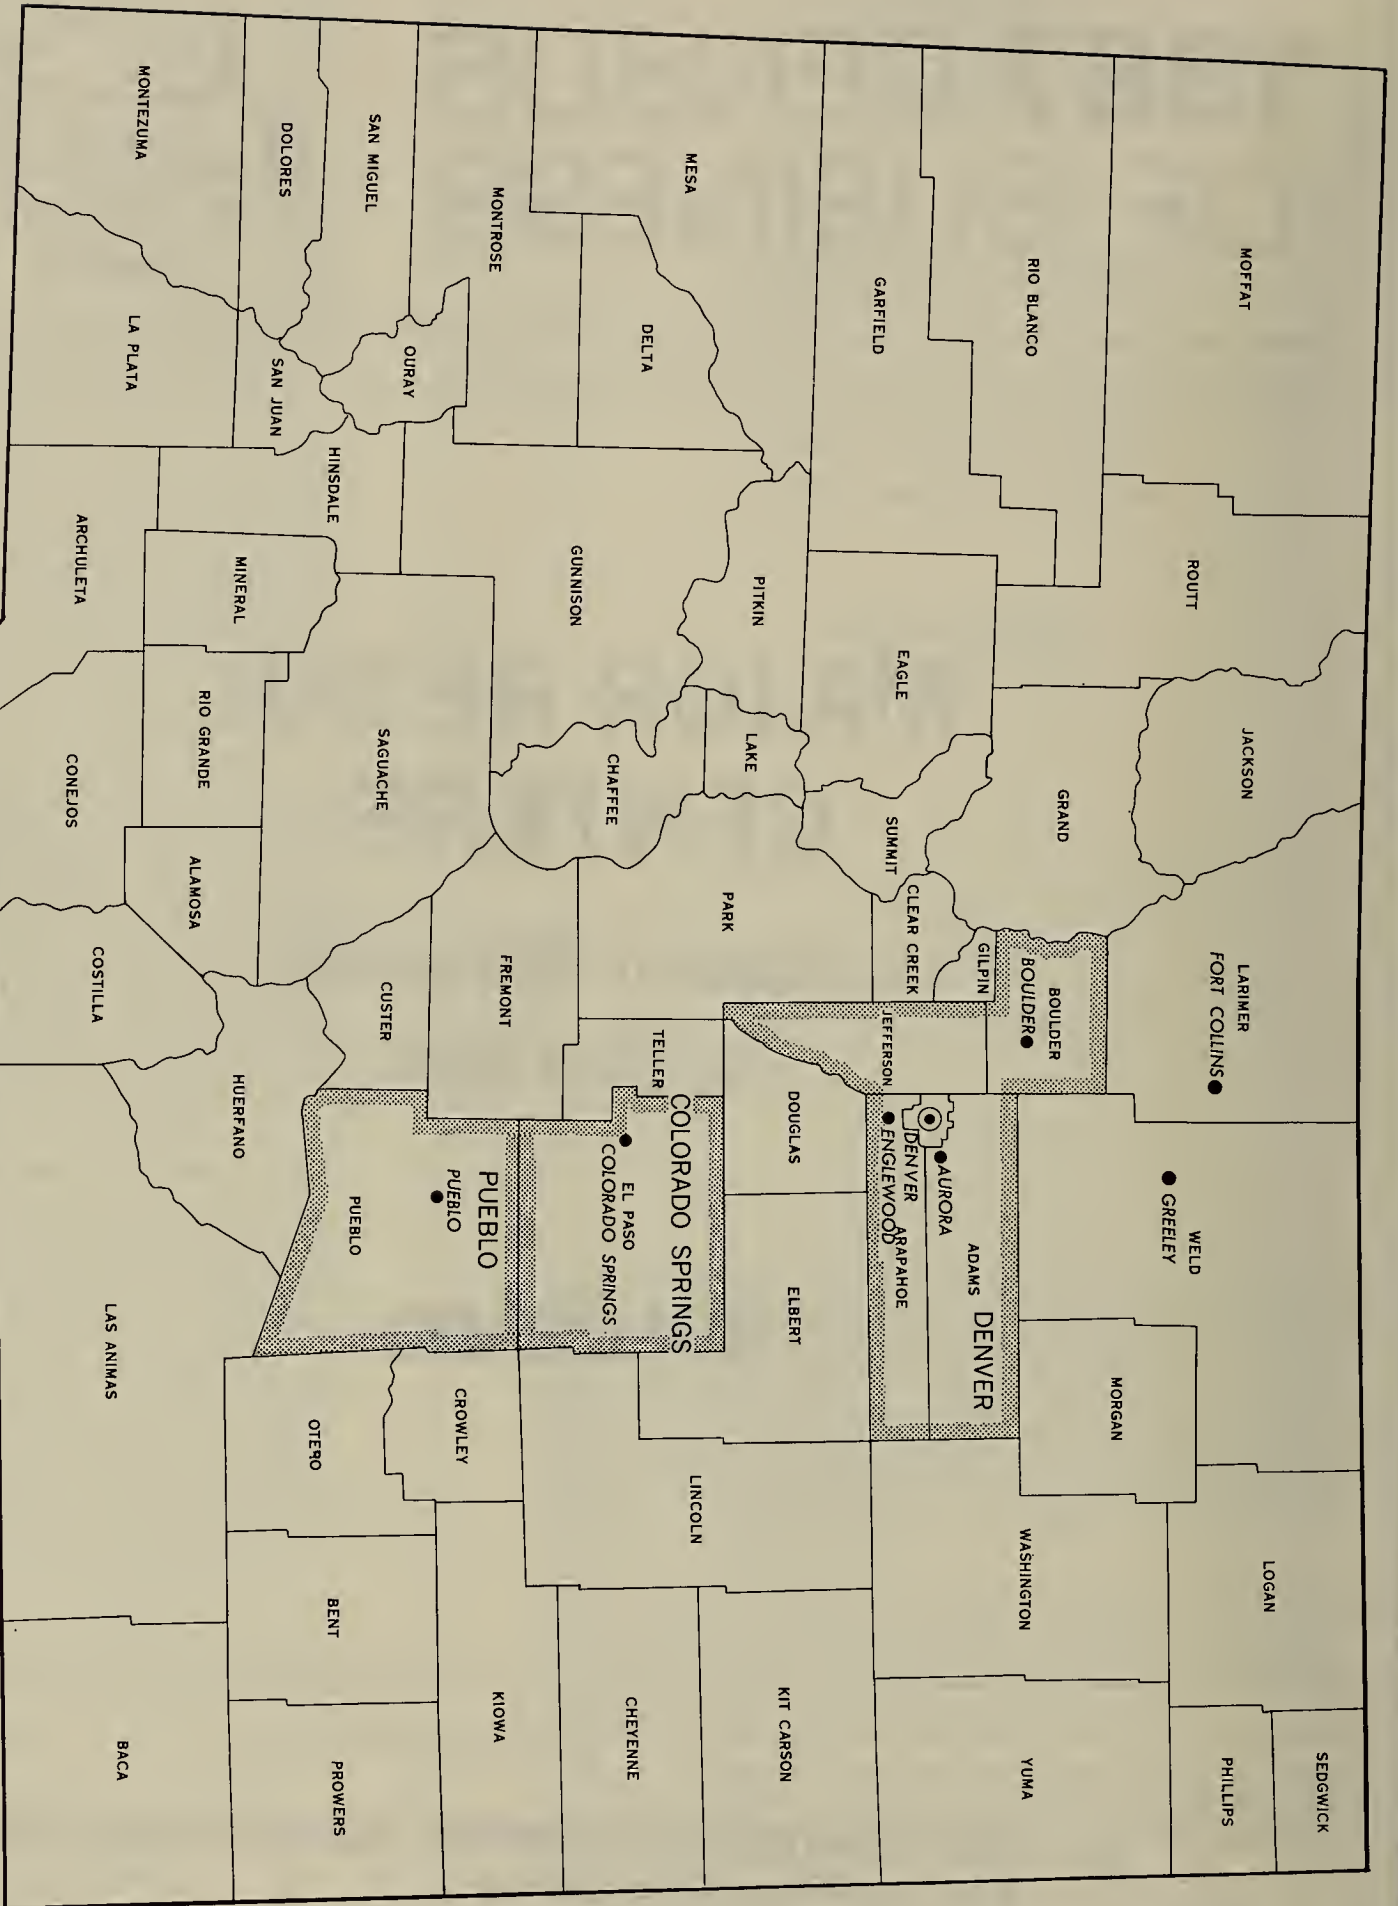 MOFFAT
ROUTT
JACKSON
LARIMER
FORT COLLINS
WELD
GREELEY
LOGAN
SEDGWICK
PHILLIPS
RIO BLANCO
GRAND
BOULDER
BOULDER
GILPIN
MORGAN
WASHINGTON
YUMA
GARFIELD
EAGLE
SUMMIT
CLEAR CREEK
JEFFERSON
DENVER
ADAMS
AURORA
DENVER
ENGLEWOOD
ARAPAHOE
MESA
PITKIN
LAKE
PARK
DOUGLAS
ELBERT
KIT CARSON
DELTA
GUNNISON
CHAFFEE
TELLER
COLORADO SPRINGS
EL PASO
COLORADO SPRINGS
LINCOLN
CHEYENNE
MONTROSE
OURAY
FREMONT
PUEBLO
PUEBLO
PUEBLO
CROWLEY
KIOWA
SAN MIGUEL
HINSDALE
SAGUACHE
CUSTER
OTERO
BENT
PROWERS
DOLORES
SAN JUAN
MINERAL
RIO GRANDE
ALAMOSA
HUERFANO
MONTEZUMA
LA PLATA
ARCHULETA
CONEJOS
COSTILLA
LAS ANIMAS
BACA